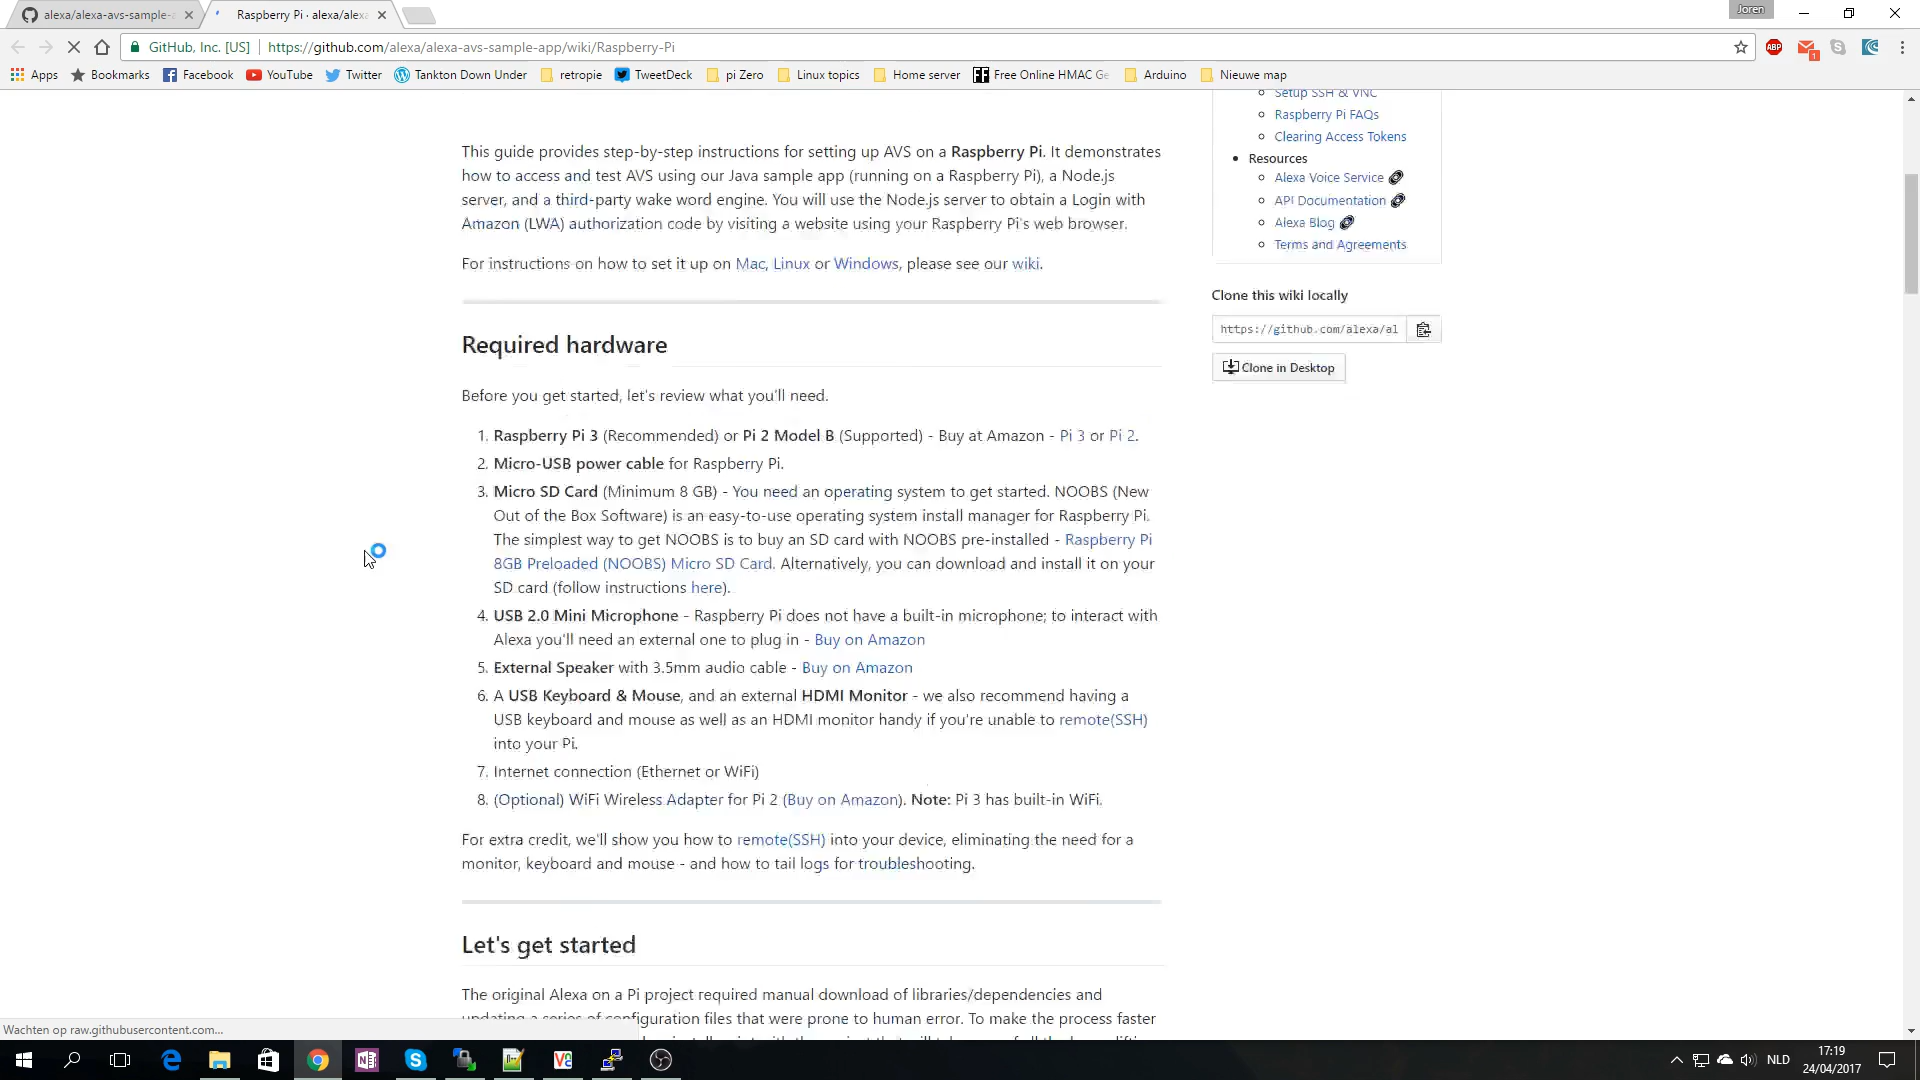 alexa/alexa-avs-sample-
Raspberry Pi · alexa/alexa
Joren
GitHub, Inc. [US]
https://github.com/alexa/alexa-avs-sample-app/wiki/Raspberry-Pi
ABP
1
Apps
Bookmarks
Facebook
YouTube
Twitter
Tankton Down Under
retropie
TweetDeck
pi Zero
Linux topics
Home server
Free Online HMAC Ge
Arduino
Nieuwe map
Setup SSH & VNC
Raspberry Pi FAQs
Clearing Access Tokens
Resources
Alexa Voice Service
API Documentation
Alexa Blog
Terms and Agreements
Clone this wiki locally
https://github.com/alexa/al
Clone in Desktop
This guide provides step-by-step instructions for setting up AVS on a Raspberry Pi. It demonstrates
how to access and test AVS using our Java sample app (running on a Raspberry Pi), a Node.js
server, and a third-party wake word engine. You will use the Node.js server to obtain a Login with
Amazon (LWA) authorization code by visiting a website using your Raspberry Pi's web browser.
For instructions on how to set it up on Mac, Linux or Windows, please see our wiki.
Required hardware
Before you get started, let's review what you'll need.
1. Raspberry Pi 3 (Recommended) or Pi 2 Model B (Supported) - Buy at Amazon - Pi 3 or Pi 2.
2. Micro-USB power cable for Raspberry Pi.
3. Micro SD Card (Minimum 8 GB) - You need an operating system to get started. NOOBS (New
Out of the Box Software) is an easy-to-use operating system install manager for Raspberry Pi.
The simplest way to get NOOBS is to buy an SD card with NOOBS pre-installed - Raspberry Pi
8GB Preloaded (NOOBS) Micro SD Card. Alternatively, you can download and install it on your
SD card (follow instructions here).
4. USB 2.0 Mini Microphone - Raspberry Pi does not have a built-in microphone; to interact with
Alexa you'll need an external one to plug in - Buy on Amazon
5. External Speaker with 3.5mm audio cable - Buy on Amazon
6. A USB Keyboard & Mouse, and an external HDMI Monitor - we also recommend having a
USB keyboard and mouse as well as an HDMI monitor handy if you're unable to remote(SSH)
into your Pi.
7. Internet connection (Ethernet or WiFi)
8. (Optional) WiFi Wireless Adapter for Pi 2 (Buy on Amazon). Note: Pi 3 has built-in WiFi.
For extra credit, we'll show you how to remote(SSH) into your device, eliminating the need for a
monitor, keyboard and mouse - and how to tail logs for troubleshooting.
Let's get started
The original Alexa on a Pi project required manual download of libraries/dependencies and
updating a series of configuration files that were prone to human error. To make the process faster
Wachten op raw.githubusercontent.com...
NLD
17:19
24/04/2017